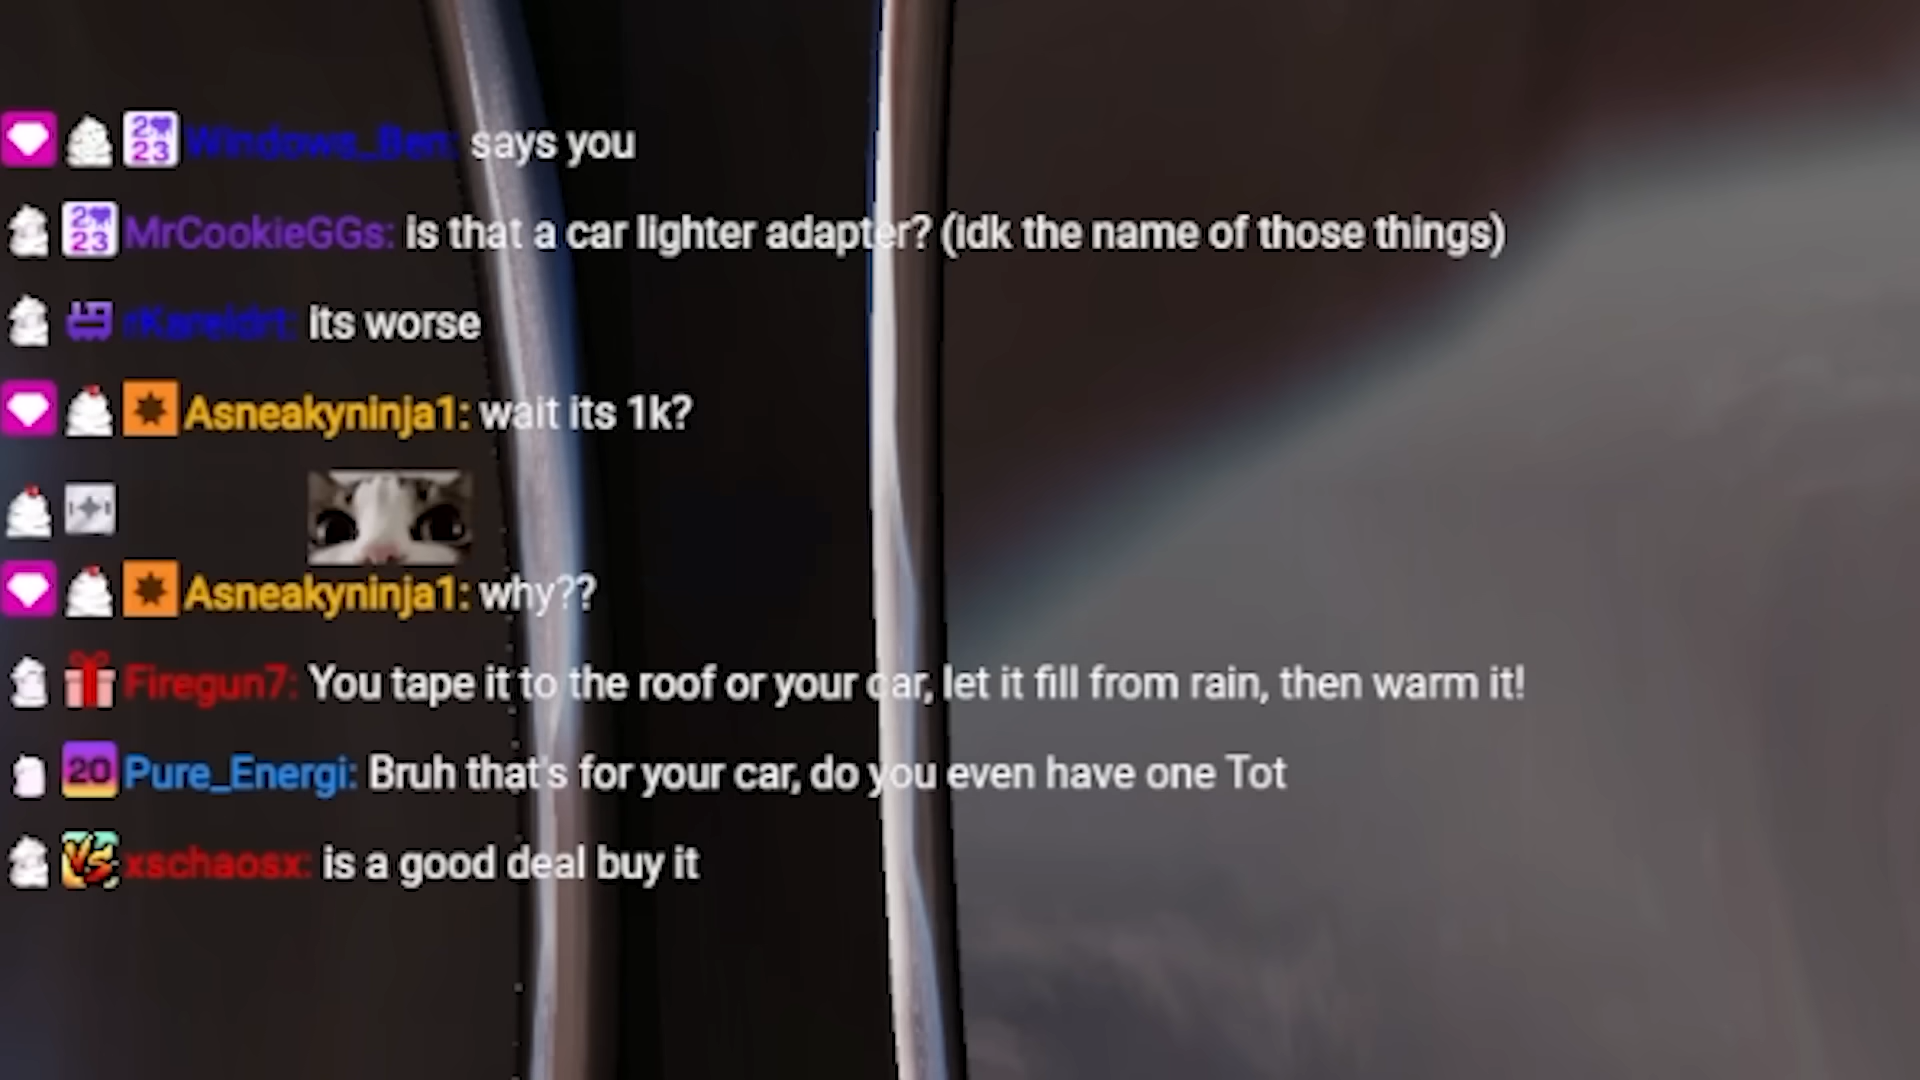 Windows_Ben: says you
MrCookieGGs: is that a car lighter adapter? (idk the name of those things)
rKareldrt: its worse
Asneakyninja1: wait its 1k?
Asneakyninja1: why??
Firegun7: You tape it to the roof or your car, let it fill from rain, then warm it!
Pure_Energi: Bruh that's for your car, do you even have one Tot
xschaosx: is a good deal buy it